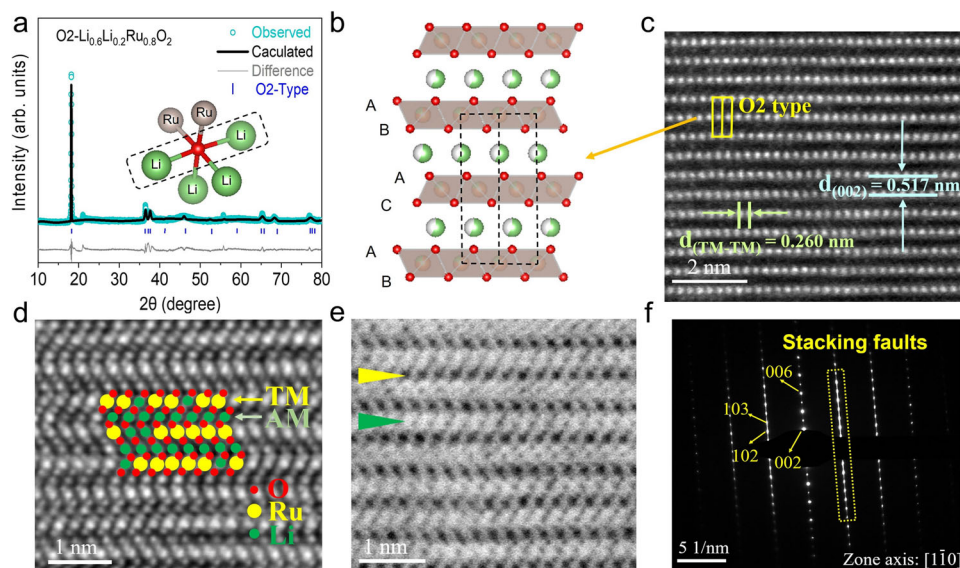 a
O2-Li0.6Li0.2Ru0.8O2
Observed
Caculated
Difference
O2-Type
Ru
Ru
Li
Li
Li
Li
Intensity (arb. units)
10 20 30 40 50 60 70 80
2θ (degree)
b
A
B
A
C
A
B
c
O2 type
d(002) = 0.517 nm
d(TM-TM) = 0.260 nm
2 nm
d
TM
AM
O
Ru
Li
1 nm
e
1 nm
f
Stacking faults
006
103
102
002
5 1/nm
Zone axis: [11̄0]